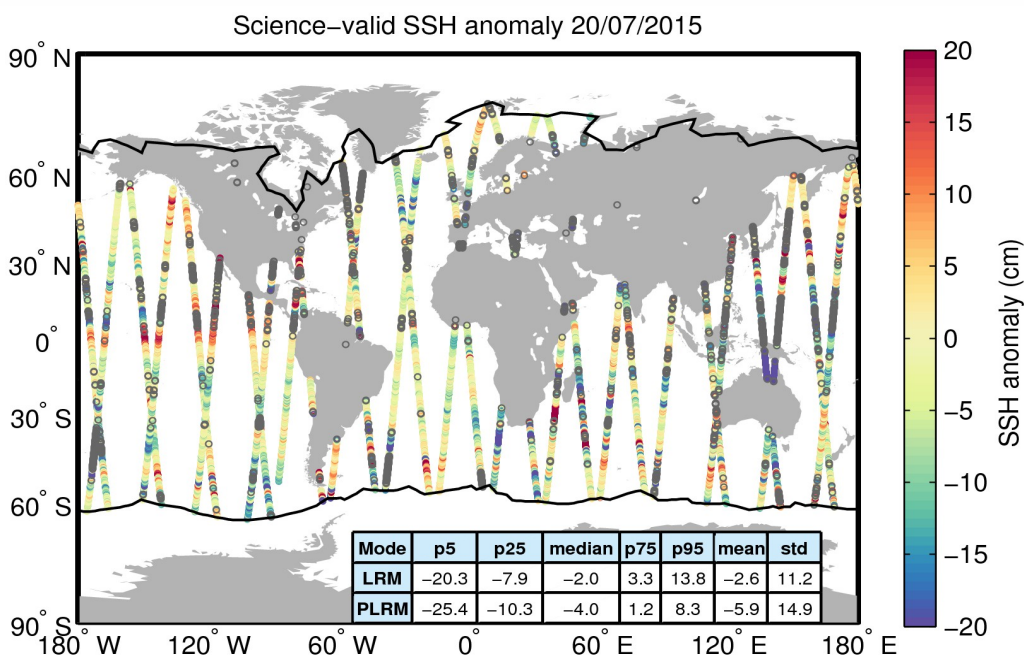 Science−valid SSH anomaly 20/07/2015
90° N
60° N
30° N
0°
30° S
60° S
90° S
180° W
120° W
60° W
0°
60° E
120° E
180° E
20
15
10
5
0
−5
−10
−15
−20
SSH anomaly (cm)
Mode p5 p25 median p75 p95 mean std
LRM −20.3 −7.9 −2.0 3.3 13.8 −2.6 11.2
PLRM −25.4 −10.3 −4.0 1.2 8.3 −5.9 14.9